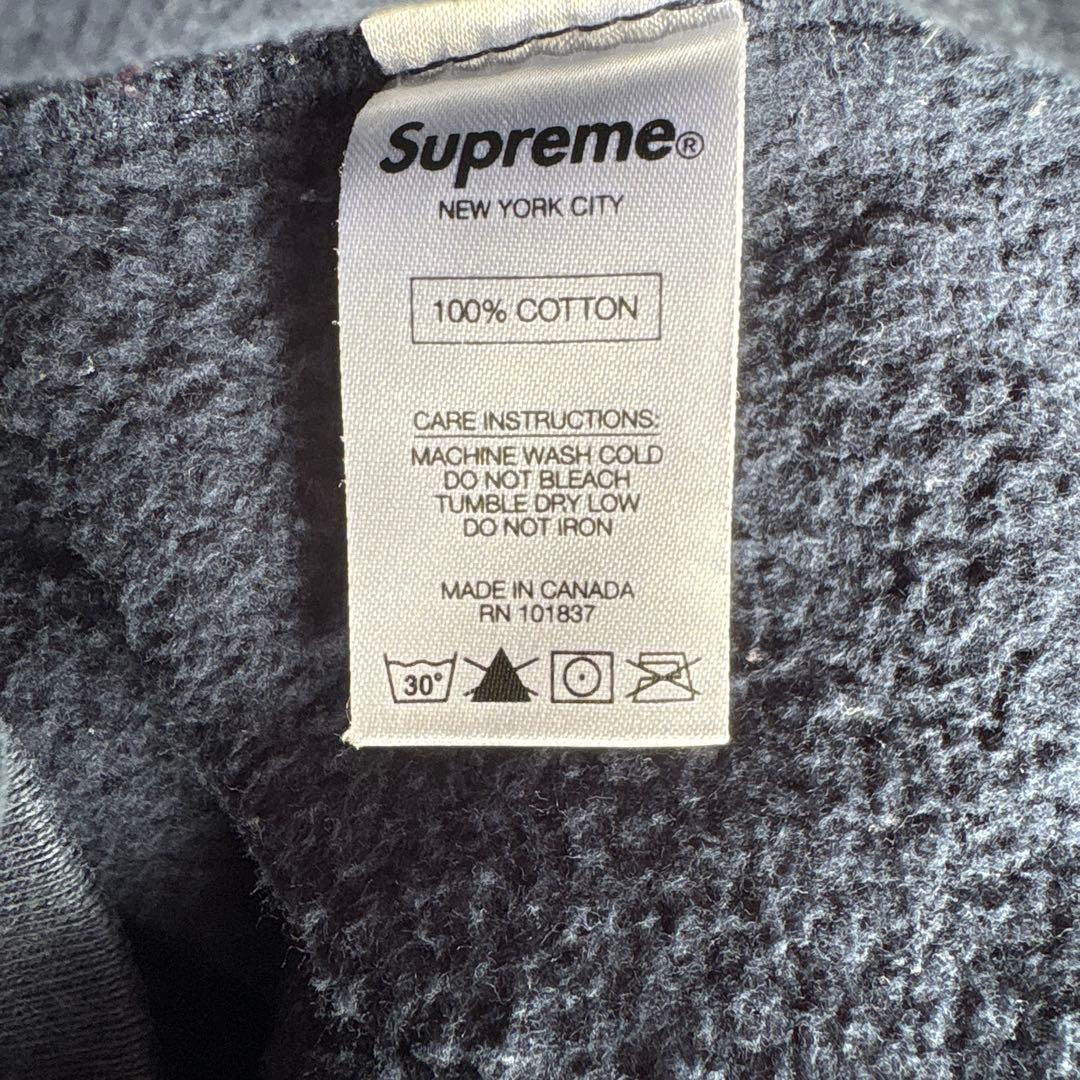 Supreme®
NEW YORK CITY
100% COTTON
CARE INSTRUCTIONS:
MACHINE WASH COLD
DO NOT BLEACH
TUMBLE DRY LOW
DO NOT IRON
MADE IN CANADA
RN 101837
30°